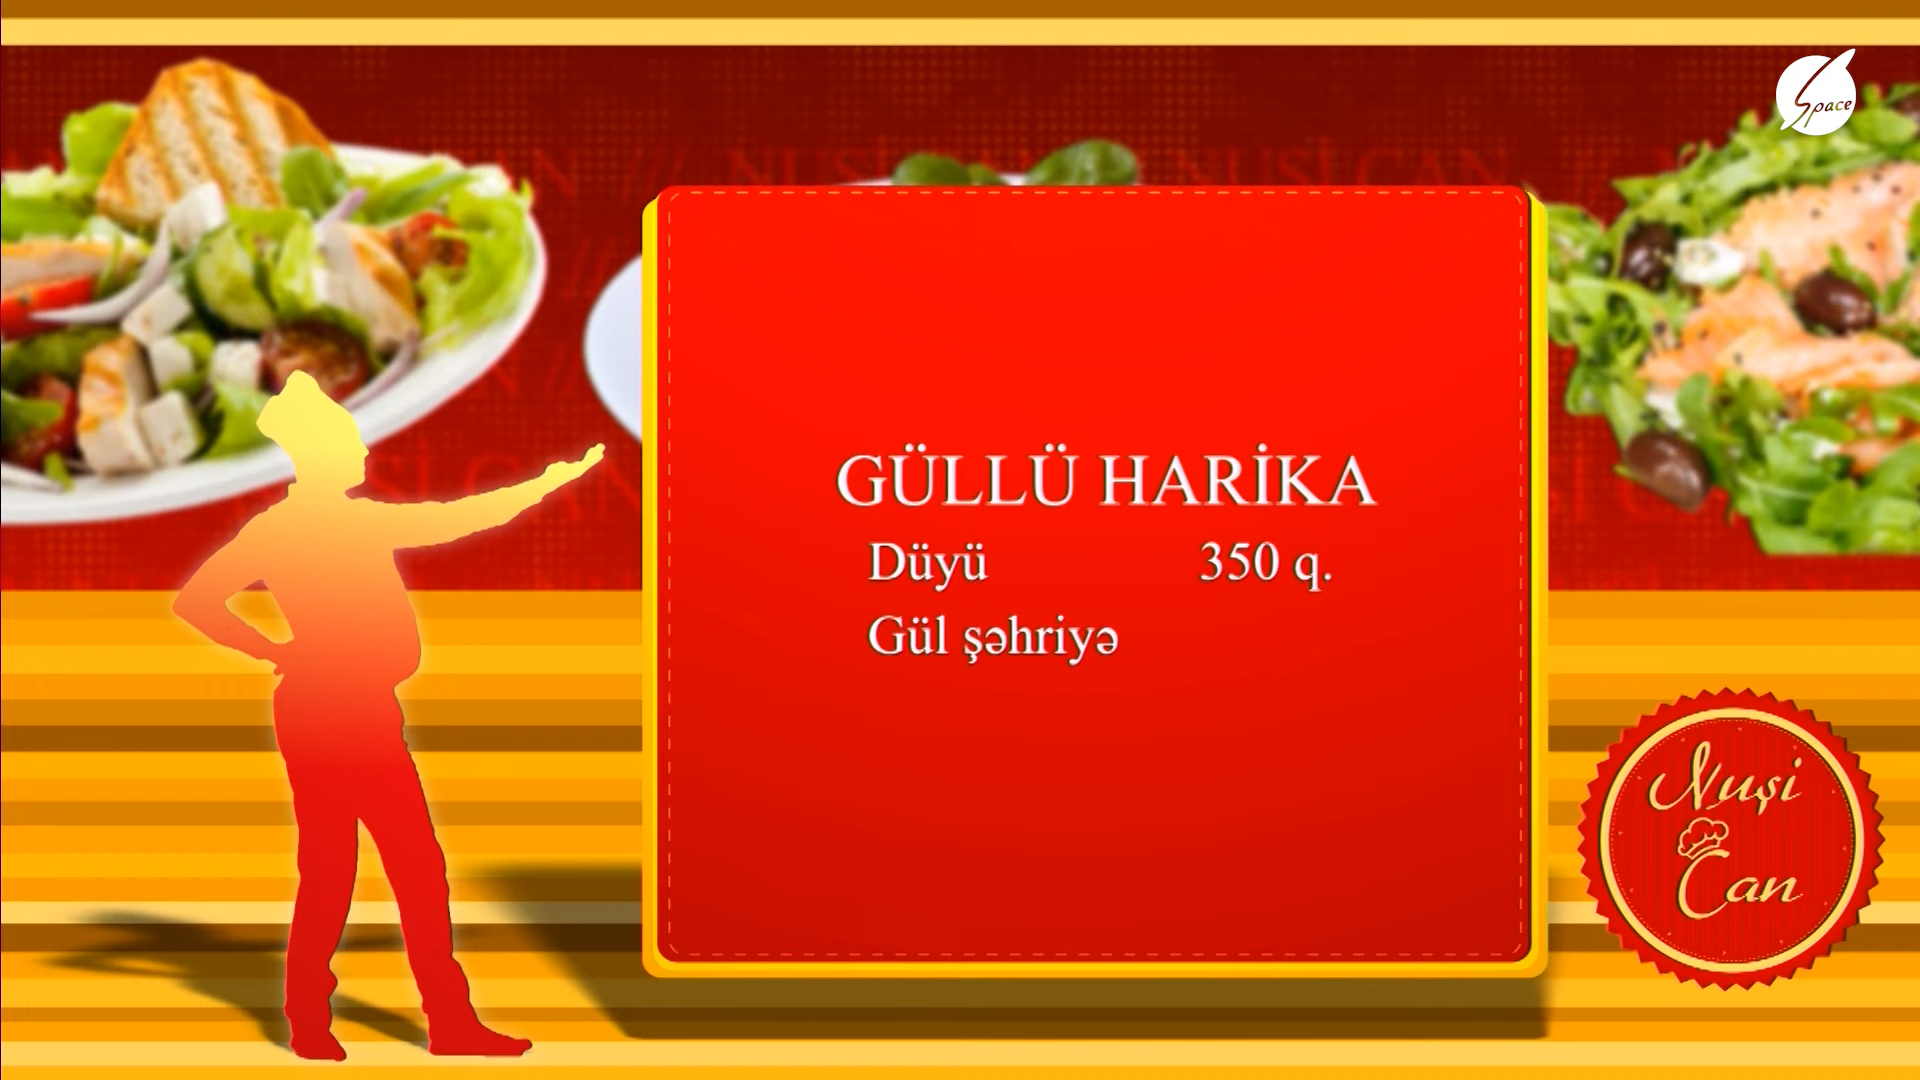 Space
GÜLLÜ HARİKA
Düyü 350 q.
Gül şəhriyə
Nuşi
Can